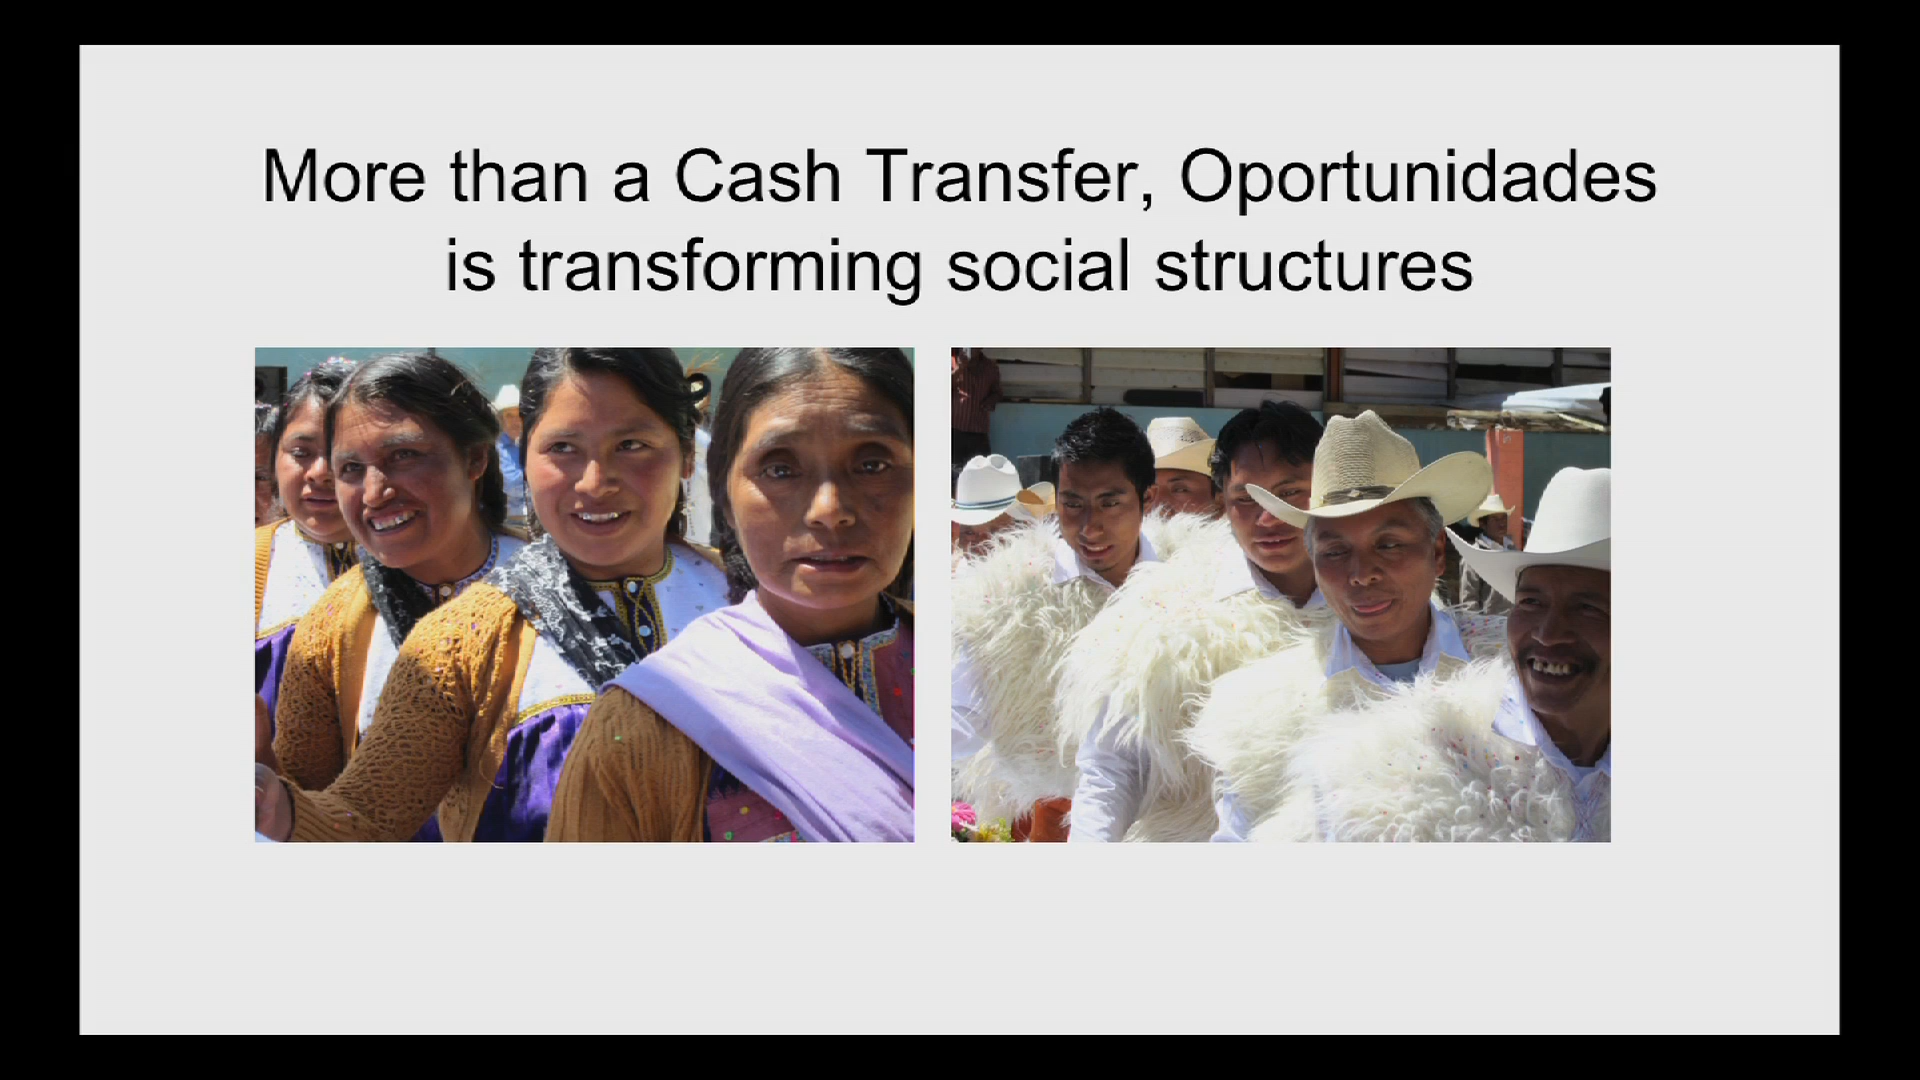 More than a Cash Transfer, Oportunidades
is transforming social structures